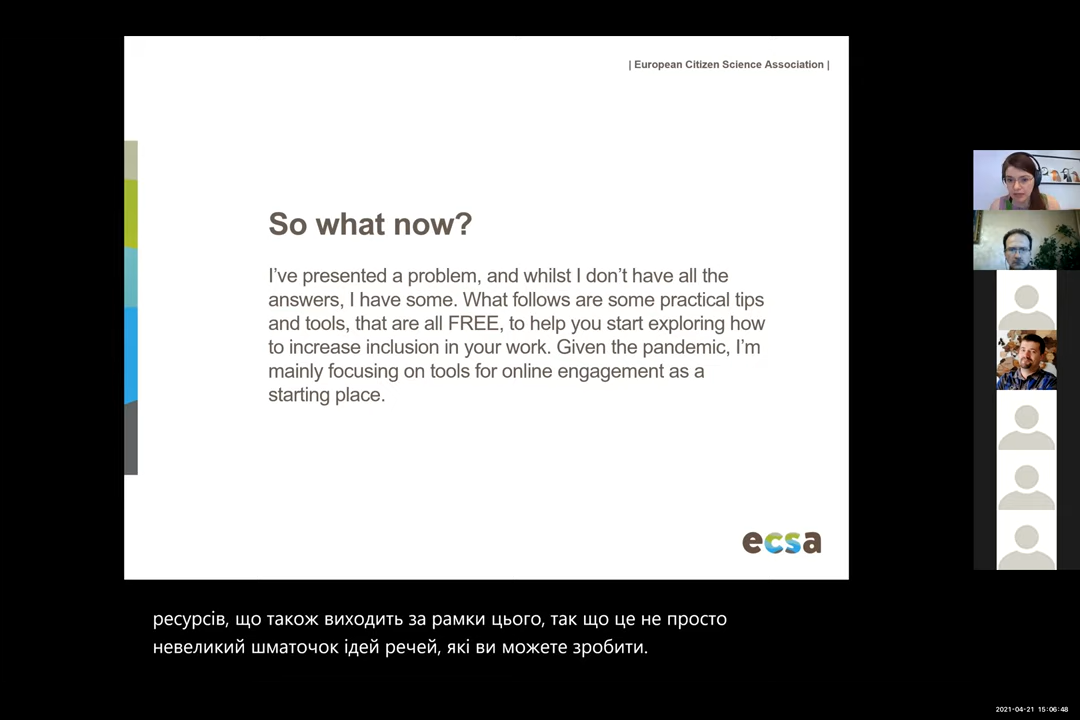 | European Citizen Science Association |
So what now?
I’ve presented a problem, and whilst I don’t have all the
answers, I have some. What follows are some practical tips
and tools, that are all FREE, to help you start exploring how
to increase inclusion in your work. Given the pandemic, I’m
mainly focusing on tools for online engagement as a
starting place.
ecsa
ресурсів, що також виходить за рамки цього, так що це не просто
невеликий шматочок ідей речей, які ви можете зробити.
2021-04-21 15:06:48